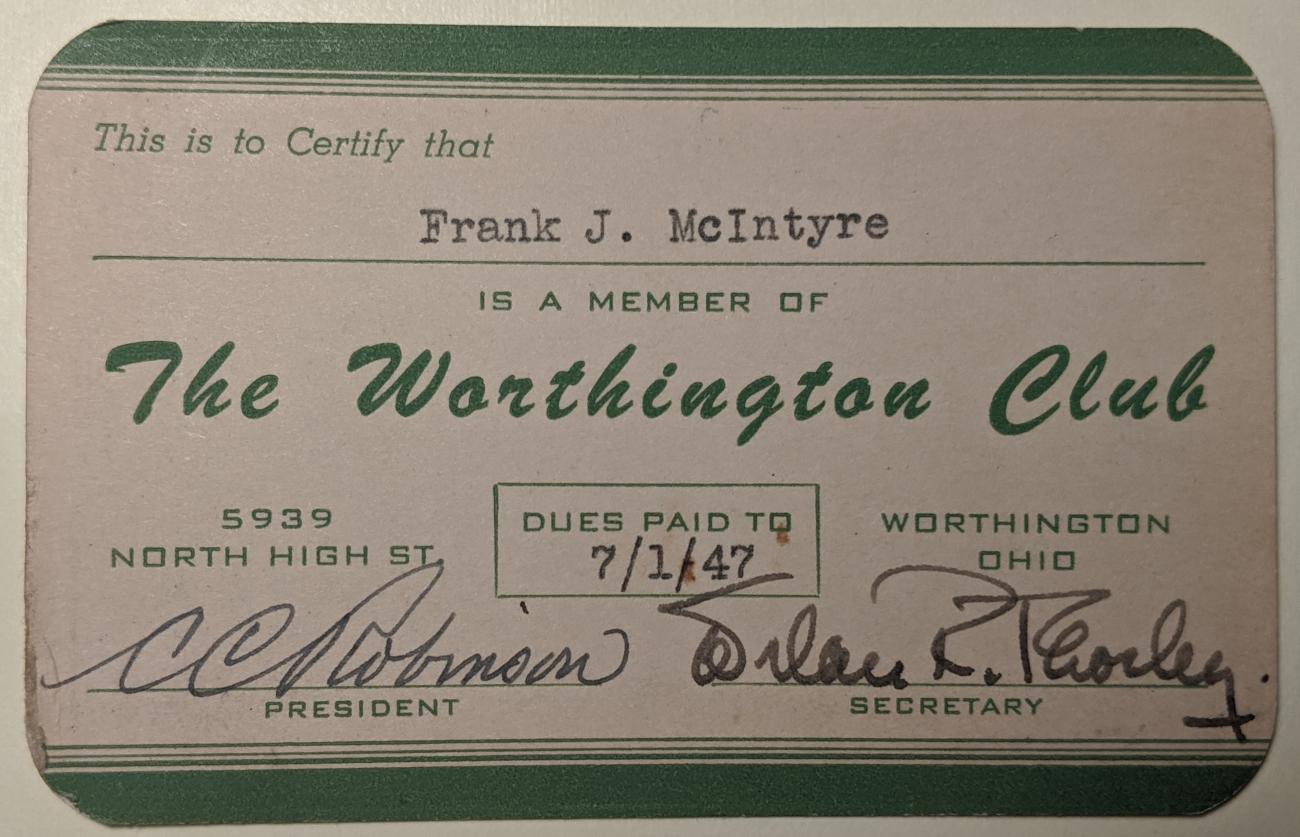 This is to Certify that
Frank J. McIntyre
IS A MEMBER OF
The Worthington Club
5939
NORTH HIGH ST.
DUES PAID TO
7/1/47
WORTHINGTON
OHIO
C C Robinson
PRESIDENT
R. Thorley
SECRETARY